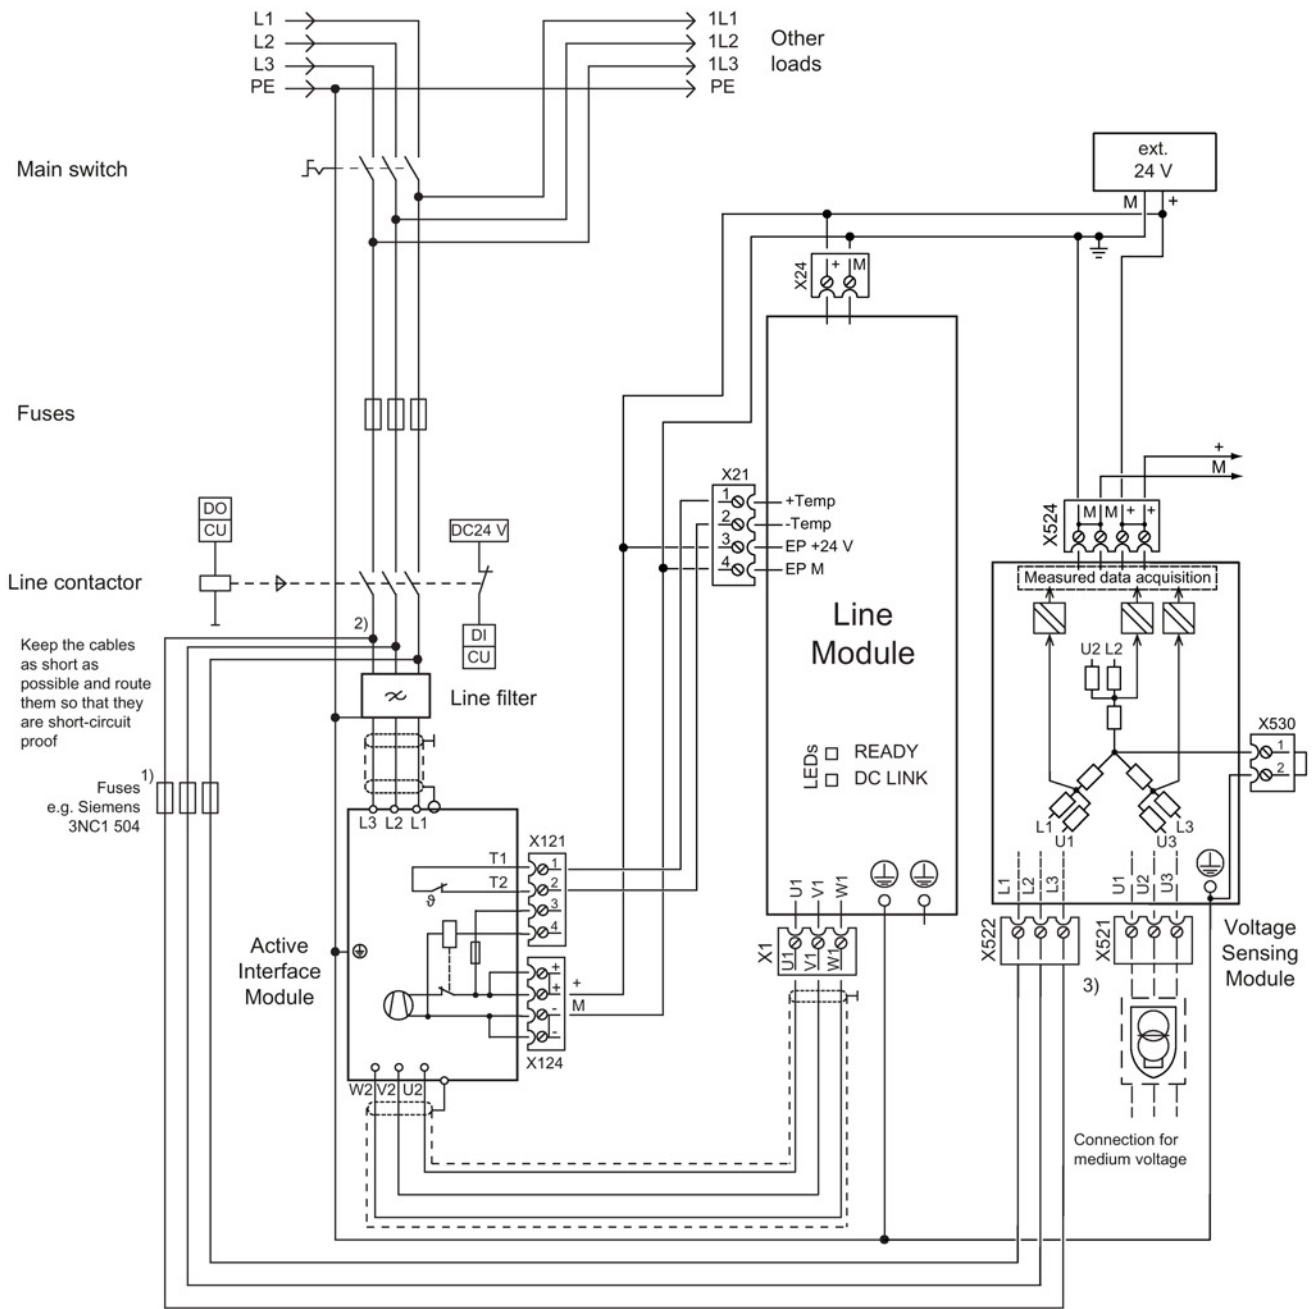 L1
1L1
L2
1L2
L3
1L3
PE
PE
Other
loads
Main switch
ext.
24 V
M
+
X24
+
M
Fuses
+
M
X21
1
+Temp
2
-Temp
3
EP +24 V
4
EP M
X524
M
M
+
+
DO
CU
DC24 V
Line contactor
Measured data acquisition
Line
Module
2)
DI
CU
Keep the cables
as short as
possible and route
them so that they
are short-circuit
proof
U2
L2
Line filter
X530
1
2
LEDs
READY
DC LINK
1)
Fuses
e.g. Siemens
3NC1 504
L3
L2
L1
L1
U1
L3
U3
X121
T1
1
T2
2
ϑ
3
4
U1
V1
W1
L1
L2
L3
U1
U2
U3
Active
Interface
Module
X1
U1
V1
W1
X522
X521
Voltage
Sensing
Module
+
+
+
-
M
-
X124
3)
W2
V2
U2
Connection for
medium voltage